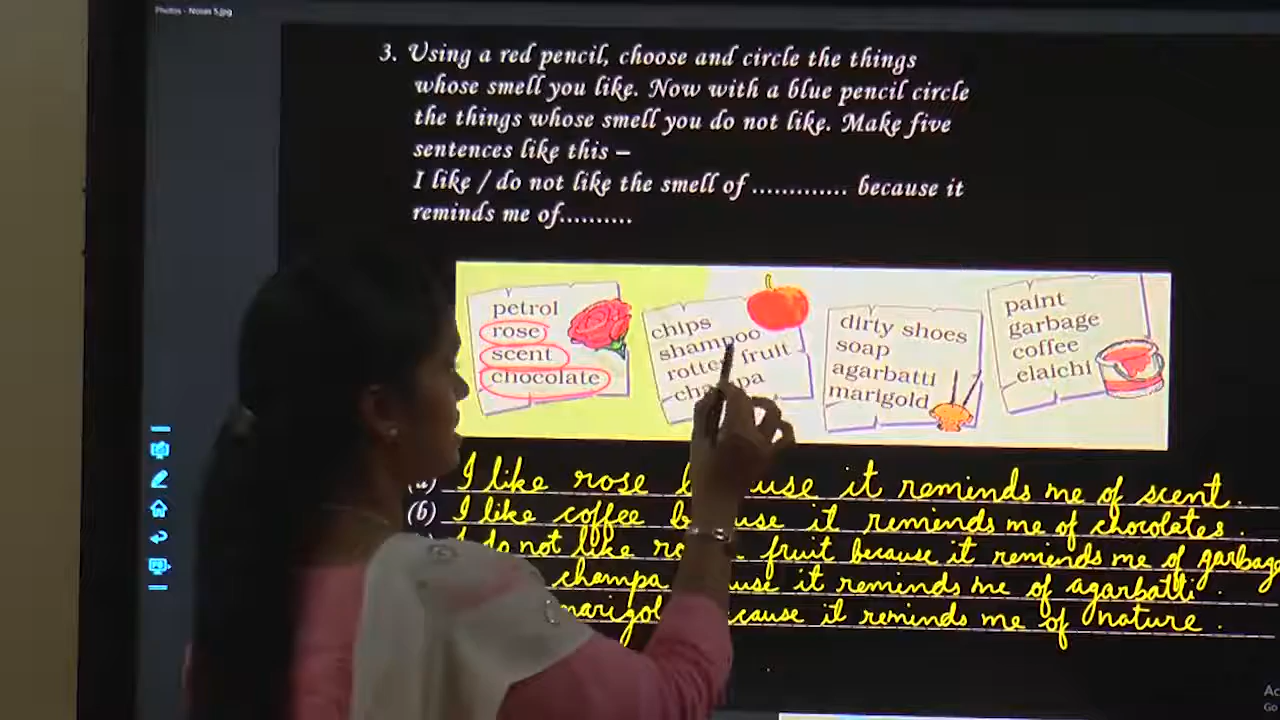 Photos - Notes 5.jpg
3. Using a red pencil, choose and circle the things
whose smell you like. Now with a blue pencil circle
the things whose smell you do not like. Make five
sentences like this –
I like / do not like the smell of ............. because it
reminds me of..........
petrol
rose
scent
chocolate
chips
shampoo
fruit
dirty shoes
soap
agarbatti
marigold
paint
garbage
coffee
elaichi
I like rose it reminds me of scent.
(b) I like coffee it reminds me of chocolates.
I do not like fruit because it reminds me of garbage
champa it reminds me of agarbatti.
it reminds me of nature.